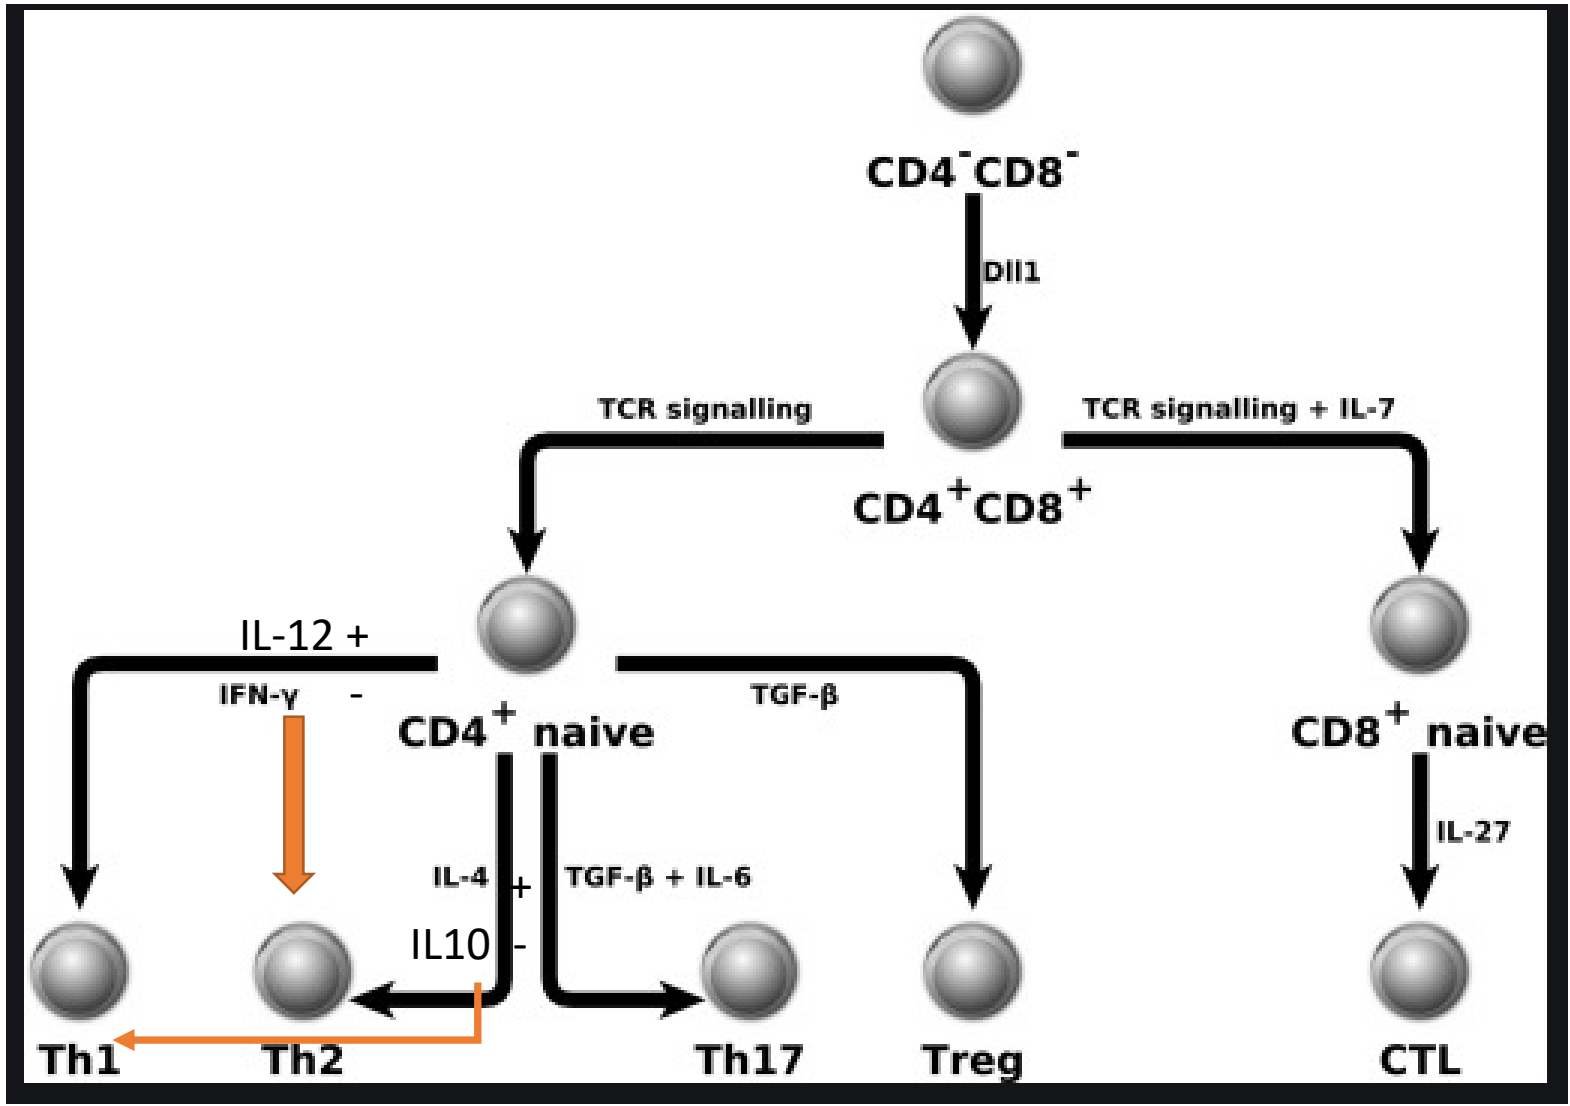 CD4⁻CD8⁻
Dll1
TCR signalling
TCR signalling + IL-7
CD4⁺CD8⁺
IL-12 +
IFN-γ -
TGF-β
CD4⁺ naive
CD8⁺ naive
IL-27
IL-4 +
TGF-β + IL-6
IL10 -
Th1
Th2
Th17
Treg
CTL